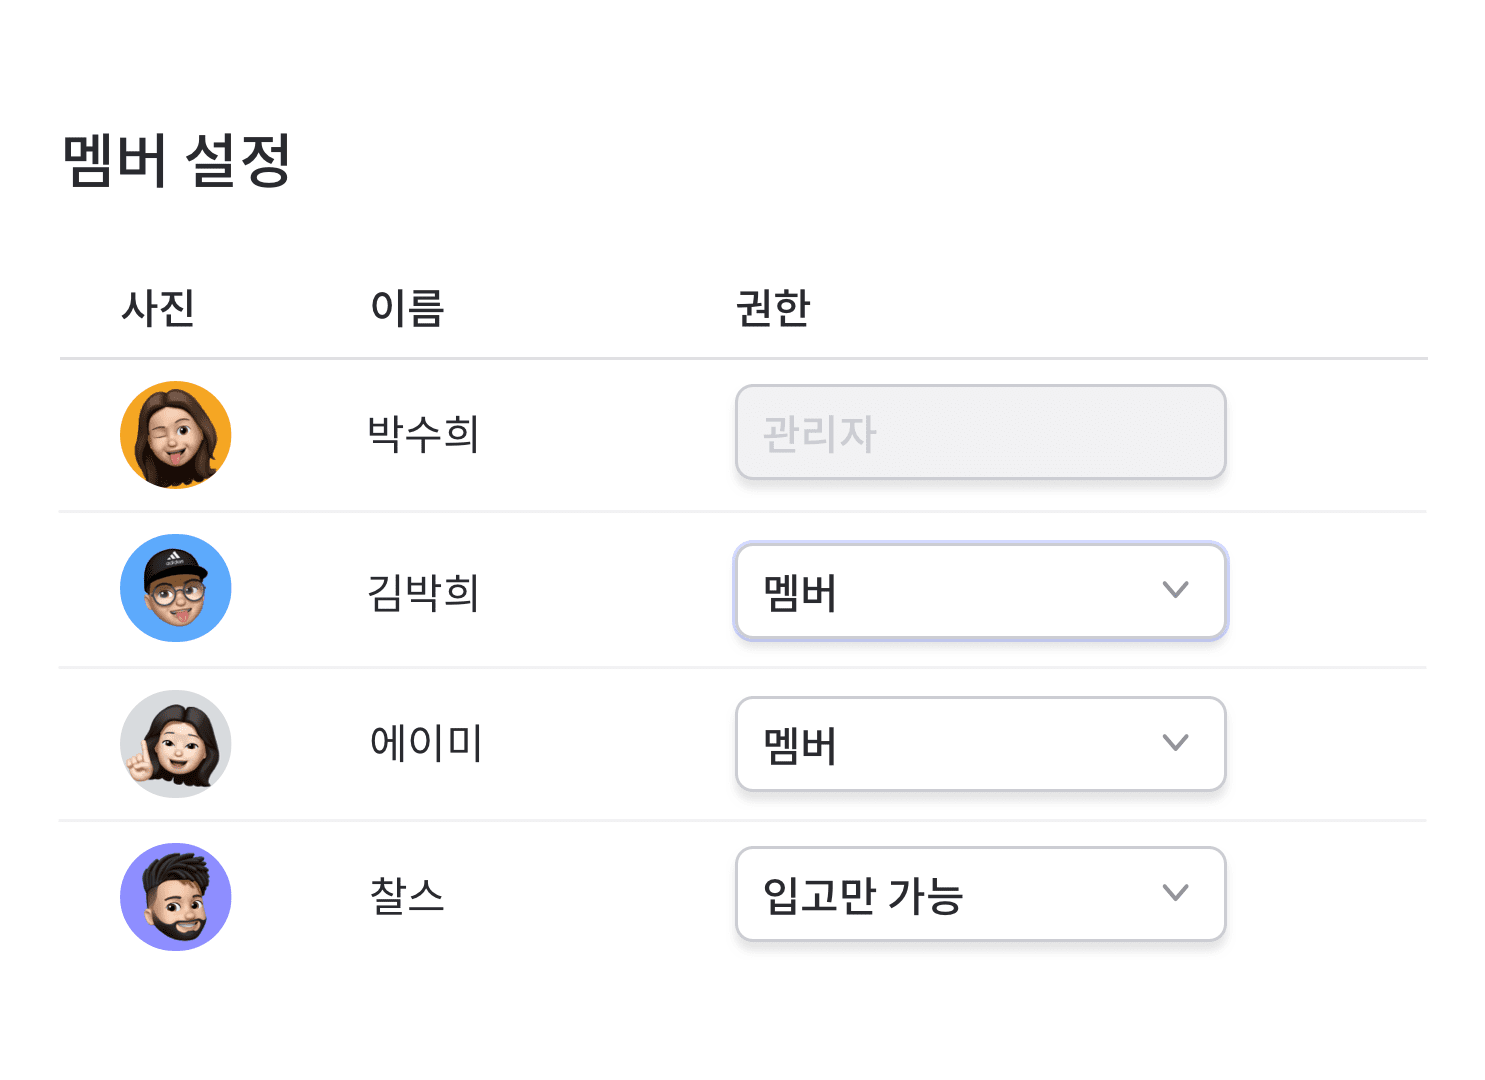 멤버 설정
사진 이름 권한
박수희 관리자
김박희 멤버
에이미 멤버
찰스 입고만 가능